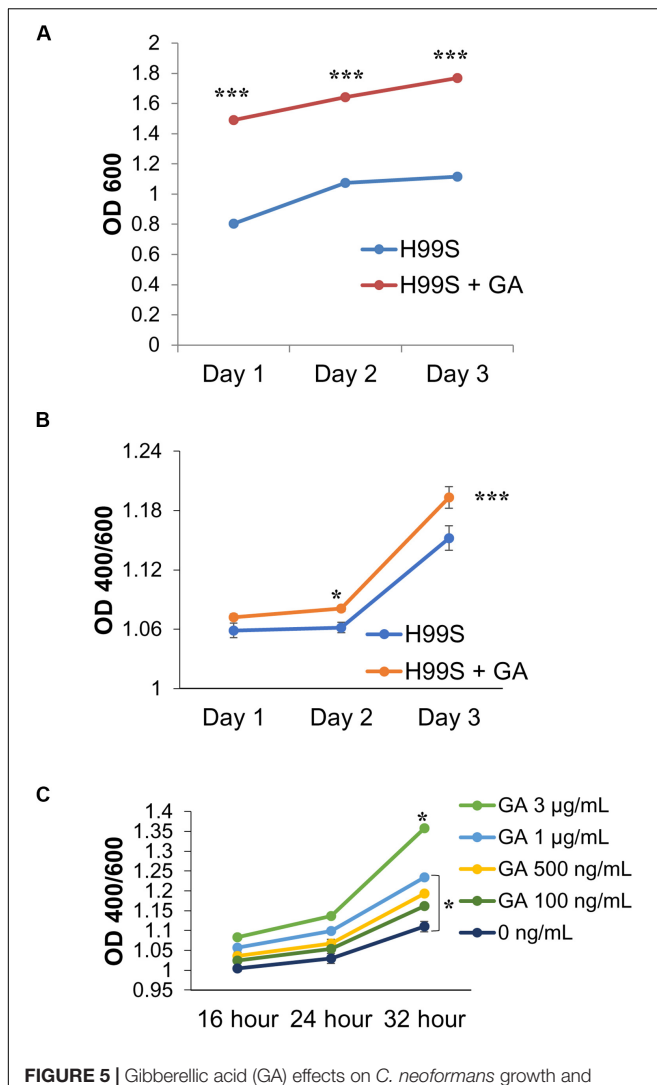 A
2
1.8
1.6
1.4
1.2
1
0.8
0.6
0.4
0.2
0
OD 600
***
***
***
H99S
H99S + GA
Day 1 Day 2 Day 3
B
1.24
1.18
1.12
1.06
1
OD 400/600
*
***
H99S
H99S + GA
Day 1 Day 2 Day 3
C
1.4
1.35
1.3
1.25
1.2
1.15
1.1
1.05
1
0.95
OD 400/600
*
*
GA 3 µg/mL
GA 1 µg/mL
GA 500 ng/mL
GA 100 ng/mL
0 ng/mL
16 hour 24 hour 32 hour
FIGURE 5 | Gibberellic acid (GA) effects on C. neoformans growth and